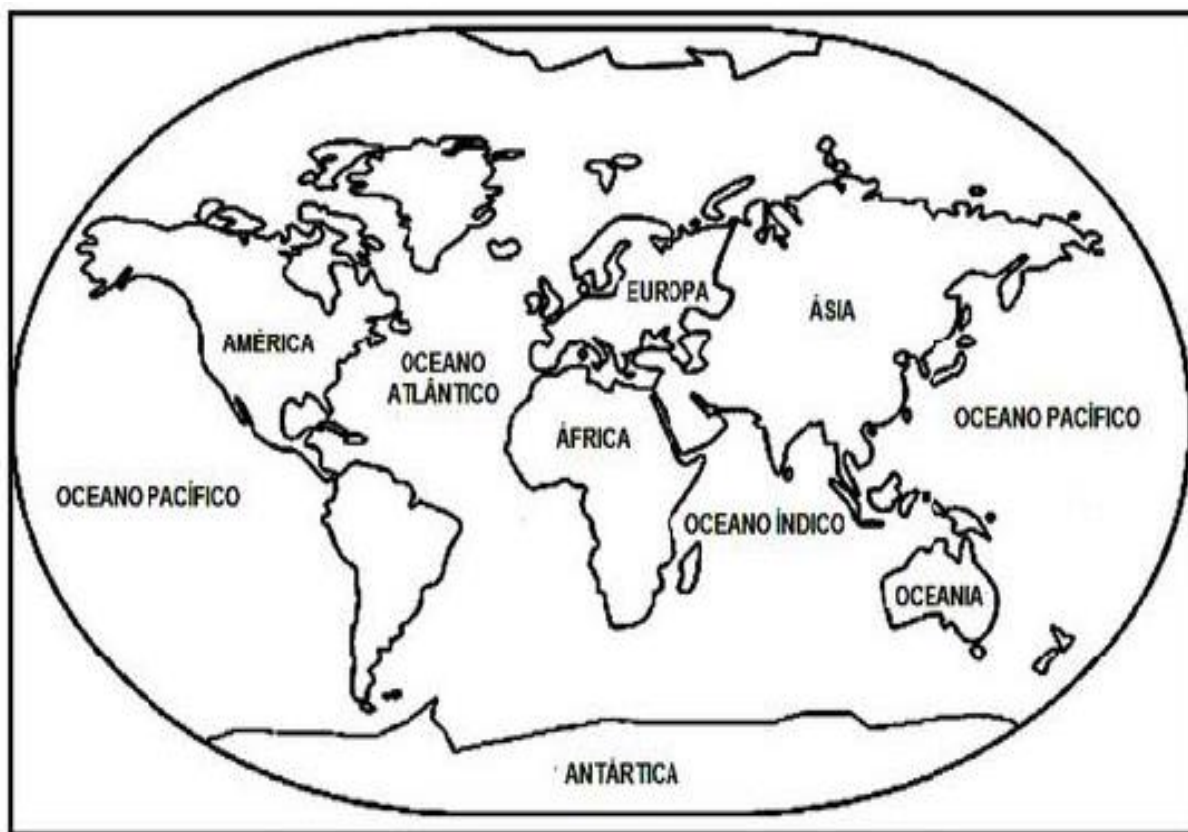 EUROPA
ÁSIA
AMÉRICA
OCEANO
ATLÂNTICO
OCEANO PACÍFICO
ÁFRICA
OCEANO PACÍFICO
OCEANO ÍNDICO
OCEANIA
ANTÁRTICA